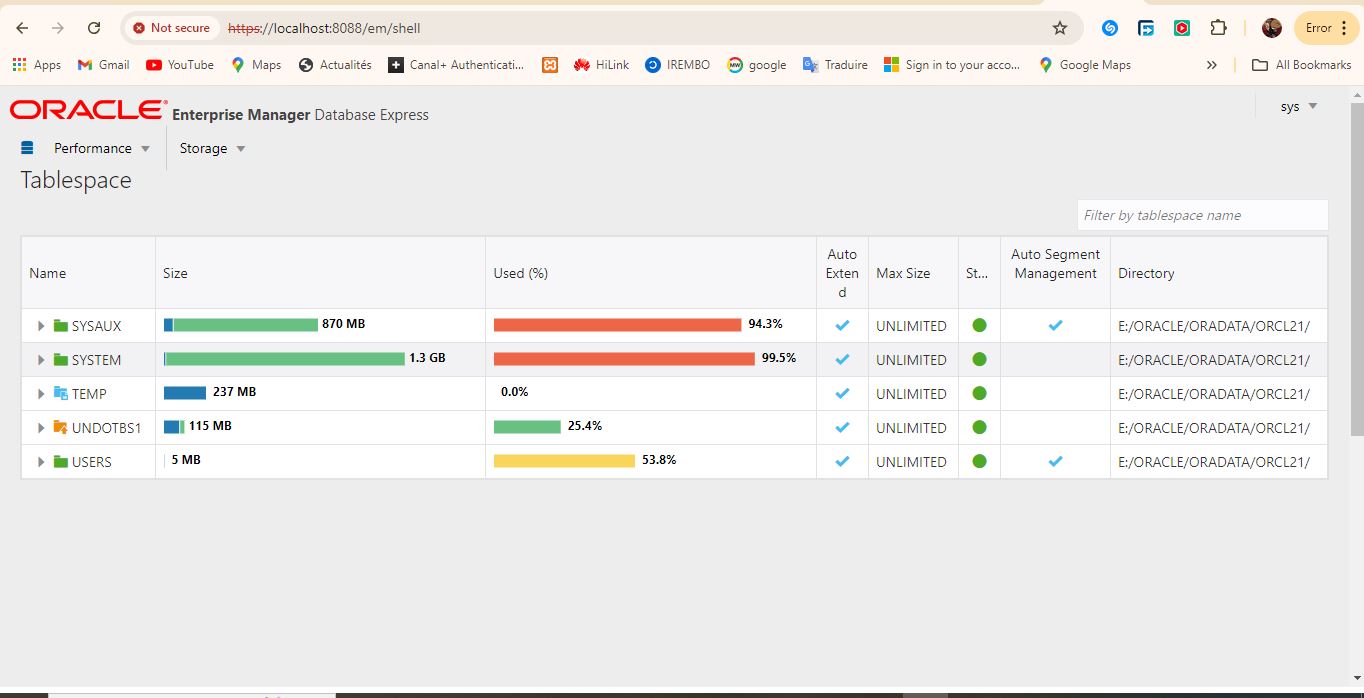 Not secure https://localhost:8088/em/shell Error
Apps Gmail YouTube Maps Actualités Canal+ Authenticati... HiLink IREMBO google Traduire Sign in to your acco... Google Maps » All Bookmarks
ORACLE Enterprise Manager Database Express sys
Performance Storage
Tablespace
Filter by tablespace name
Name Size Used (%) Auto Extend Max Size St... Auto Segment Management Directory
SYSAUX 870 MB 94.3% UNLIMITED E:/ORACLE/ORADATA/ORCL21/
SYSTEM 1.3 GB 99.5% UNLIMITED E:/ORACLE/ORADATA/ORCL21/
TEMP 237 MB 0.0% UNLIMITED E:/ORACLE/ORADATA/ORCL21/
UNDOTBS1 115 MB 25.4% UNLIMITED E:/ORACLE/ORADATA/ORCL21/
USERS 5 MB 53.8% UNLIMITED E:/ORACLE/ORADATA/ORCL21/